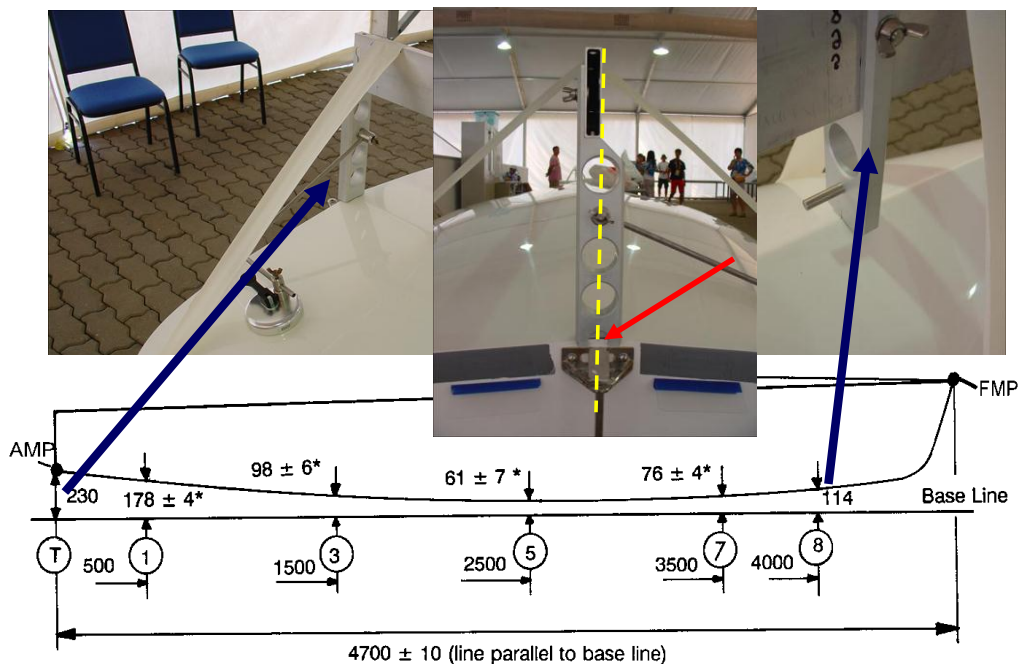 FMP
AMP
98 ± 6*
61 ± 7 *
76 ± 4*
230
178 ± 4*
114
Base Line
T
1
3
5
7
8
500
1500
2500
3500
4000
4700 ± 10 (line parallel to base line)